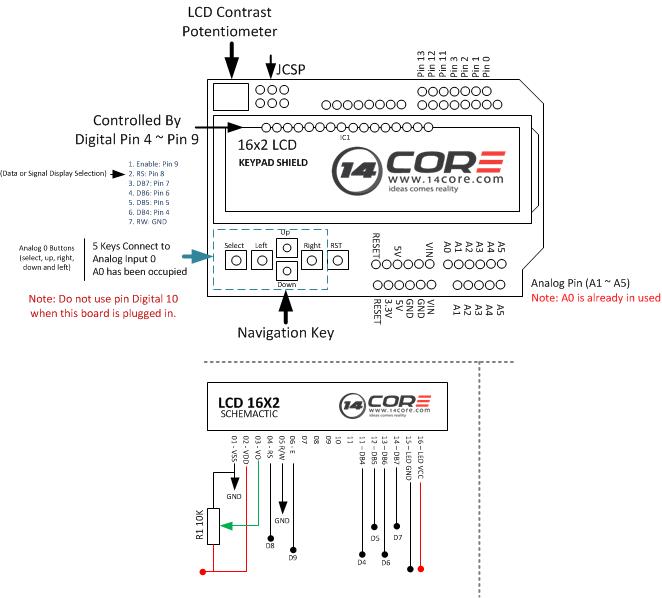 LCD Contrast
Potentiometer
JCSP
Pin 13
Pin 12
Pin 11
Pin 3
Pin 2
Pin 1
Pin 0
Controlled By
Digital Pin 4 ~ Pin 9
IC1
16x2 LCD
KEYPAD SHIELD
14 CORE
www.14core.com
ideas comes reality
1. Enable: Pin 9
2. RS: Pin 8
3. DB7: Pin 7
4. DB6: Pin 6
5. DB5: Pin 5
6. DB4: Pin 4
7. RW: GND
(Data or Signal Display Selection)
Analog 0 Buttons
(select, up, right,
down and left)
5 Keys Connect to
Analog Input 0
A0 has been occupied
Select
Left
Up
Down
Right
RST
RESET
5V
VIN
A0
A1
A2
A3
A4
A5
RESET
3.3V
5V
GND
GND
VIN
A1
A2
A3
A4
A5
Analog Pin (A1 ~ A5)
Note: A0 is already in used
Note: Do not use pin Digital 10
when this board is plugged in.
Navigation Key
LCD 16X2
SCHEMACTIC
14 CORE
www.14core.com
ideas comes reality
01 - VSS
02 - VDD
03 - VO
04 - RS
05 R/W
06 - E
07
08
09
10
11
11 - DB4
12 - DB5
13 - DB6
14 - DB7
15 - LED GND
16 - LED VCC
GND
R1 10K
GND
D8
D9
D4
D5
D6
D7